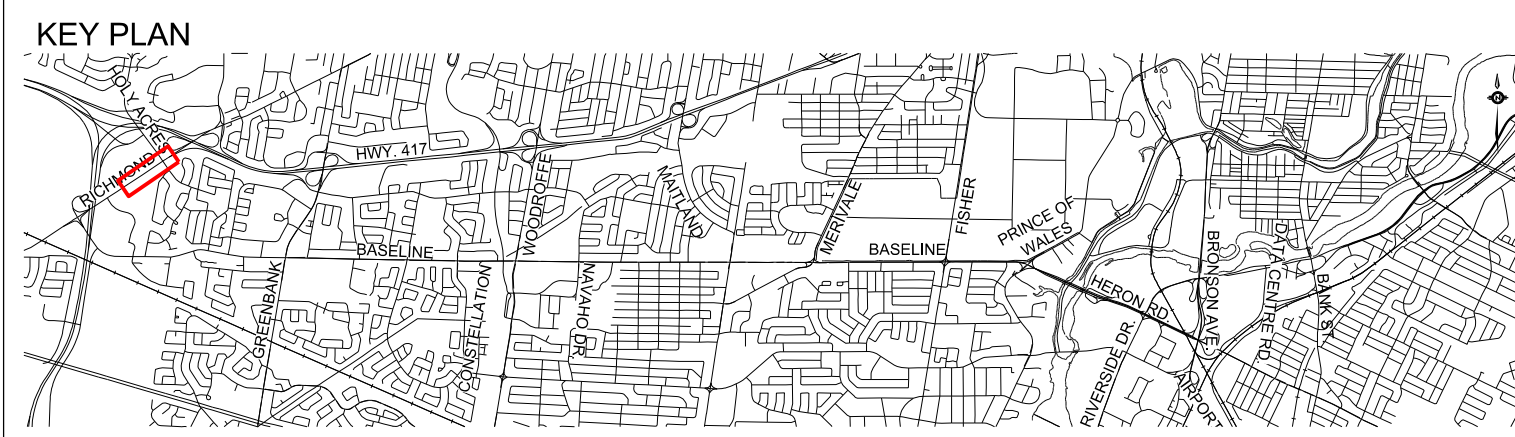 KEY PLAN
HOLY ACRES
RICHMOND
HWY. 417
BASELINE
GREENBANK
CONSTELLATION
WOODROFFE
NAVAHO DR.
MAITLAND
MERIVALE
BASELINE
FISHER
PRINCE OF
WALES
HERON RD.
RIVERSIDE DR.
AIRPORT
BRONSON AVE.
DATA CENTRE RD.
BANK ST.
N